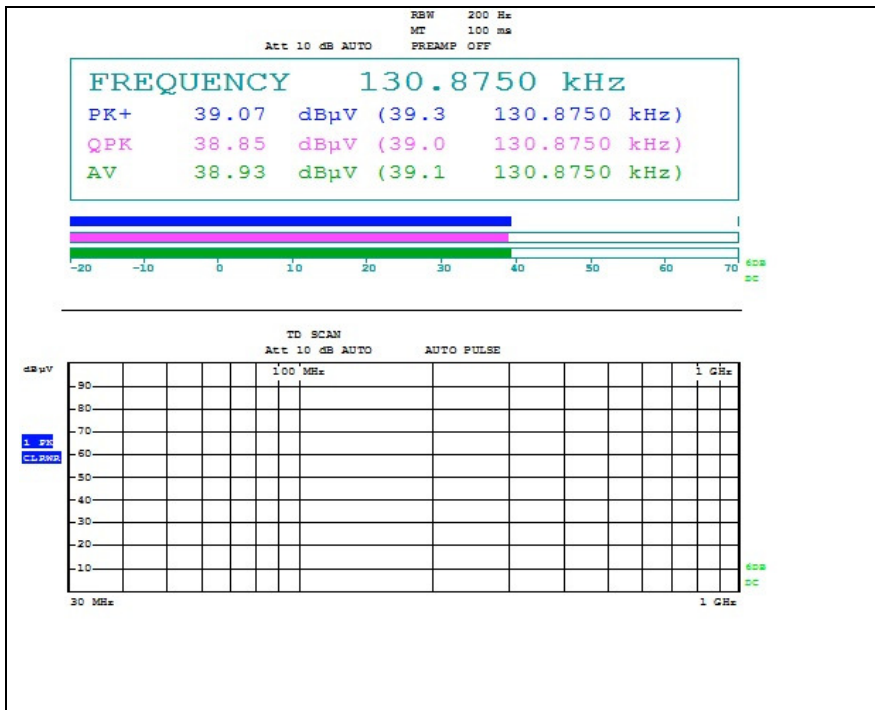 RBW 200 Hz
MT 100 ms
Att 10 dB AUTO PREAMP OFF
FREQUENCY 130.8750 kHz
PK+ 39.07 dBµV (39.3 130.8750 kHz)
QPK 38.85 dBµV (39.0 130.8750 kHz)
AV 38.93 dBµV (39.1 130.8750 kHz)
-20 -10 0 10 20 30 40 50 60 70
6DB
DC
TD SCAN
Att 10 dB AUTO AUTO PULSE
dBµV
100 MHz 1 GHz
90
80
70
1 PK
CLRWR
60
50
40
30
20
10
6DB
DC
30 MHz 1 GHz